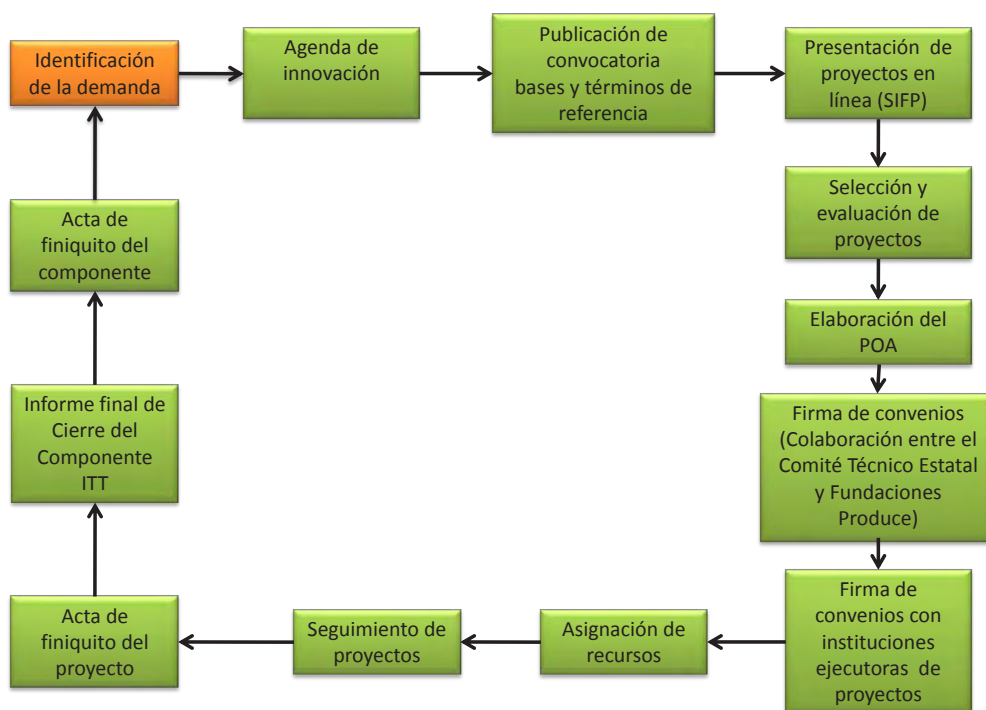 Identificación
de la demanda
Agenda de
innovación
Publicación de
convocatoria
bases y términos de
referencia
Presentación de
proyectos en
línea (SIFP)
Selección y
evaluación de
proyectos
Elaboración del
POA
Firma de convenios
(Colaboración entre el
Comité Técnico Estatal
y Fundaciones
Produce)
Firma de
convenios con
instituciones
ejecutoras de
proyectos
Asignación de
recursos
Seguimiento de
proyectos
Acta de
finiquito del
proyecto
Informe final de
Cierre del
Componente
ITT
Acta de
finiquito del
componente